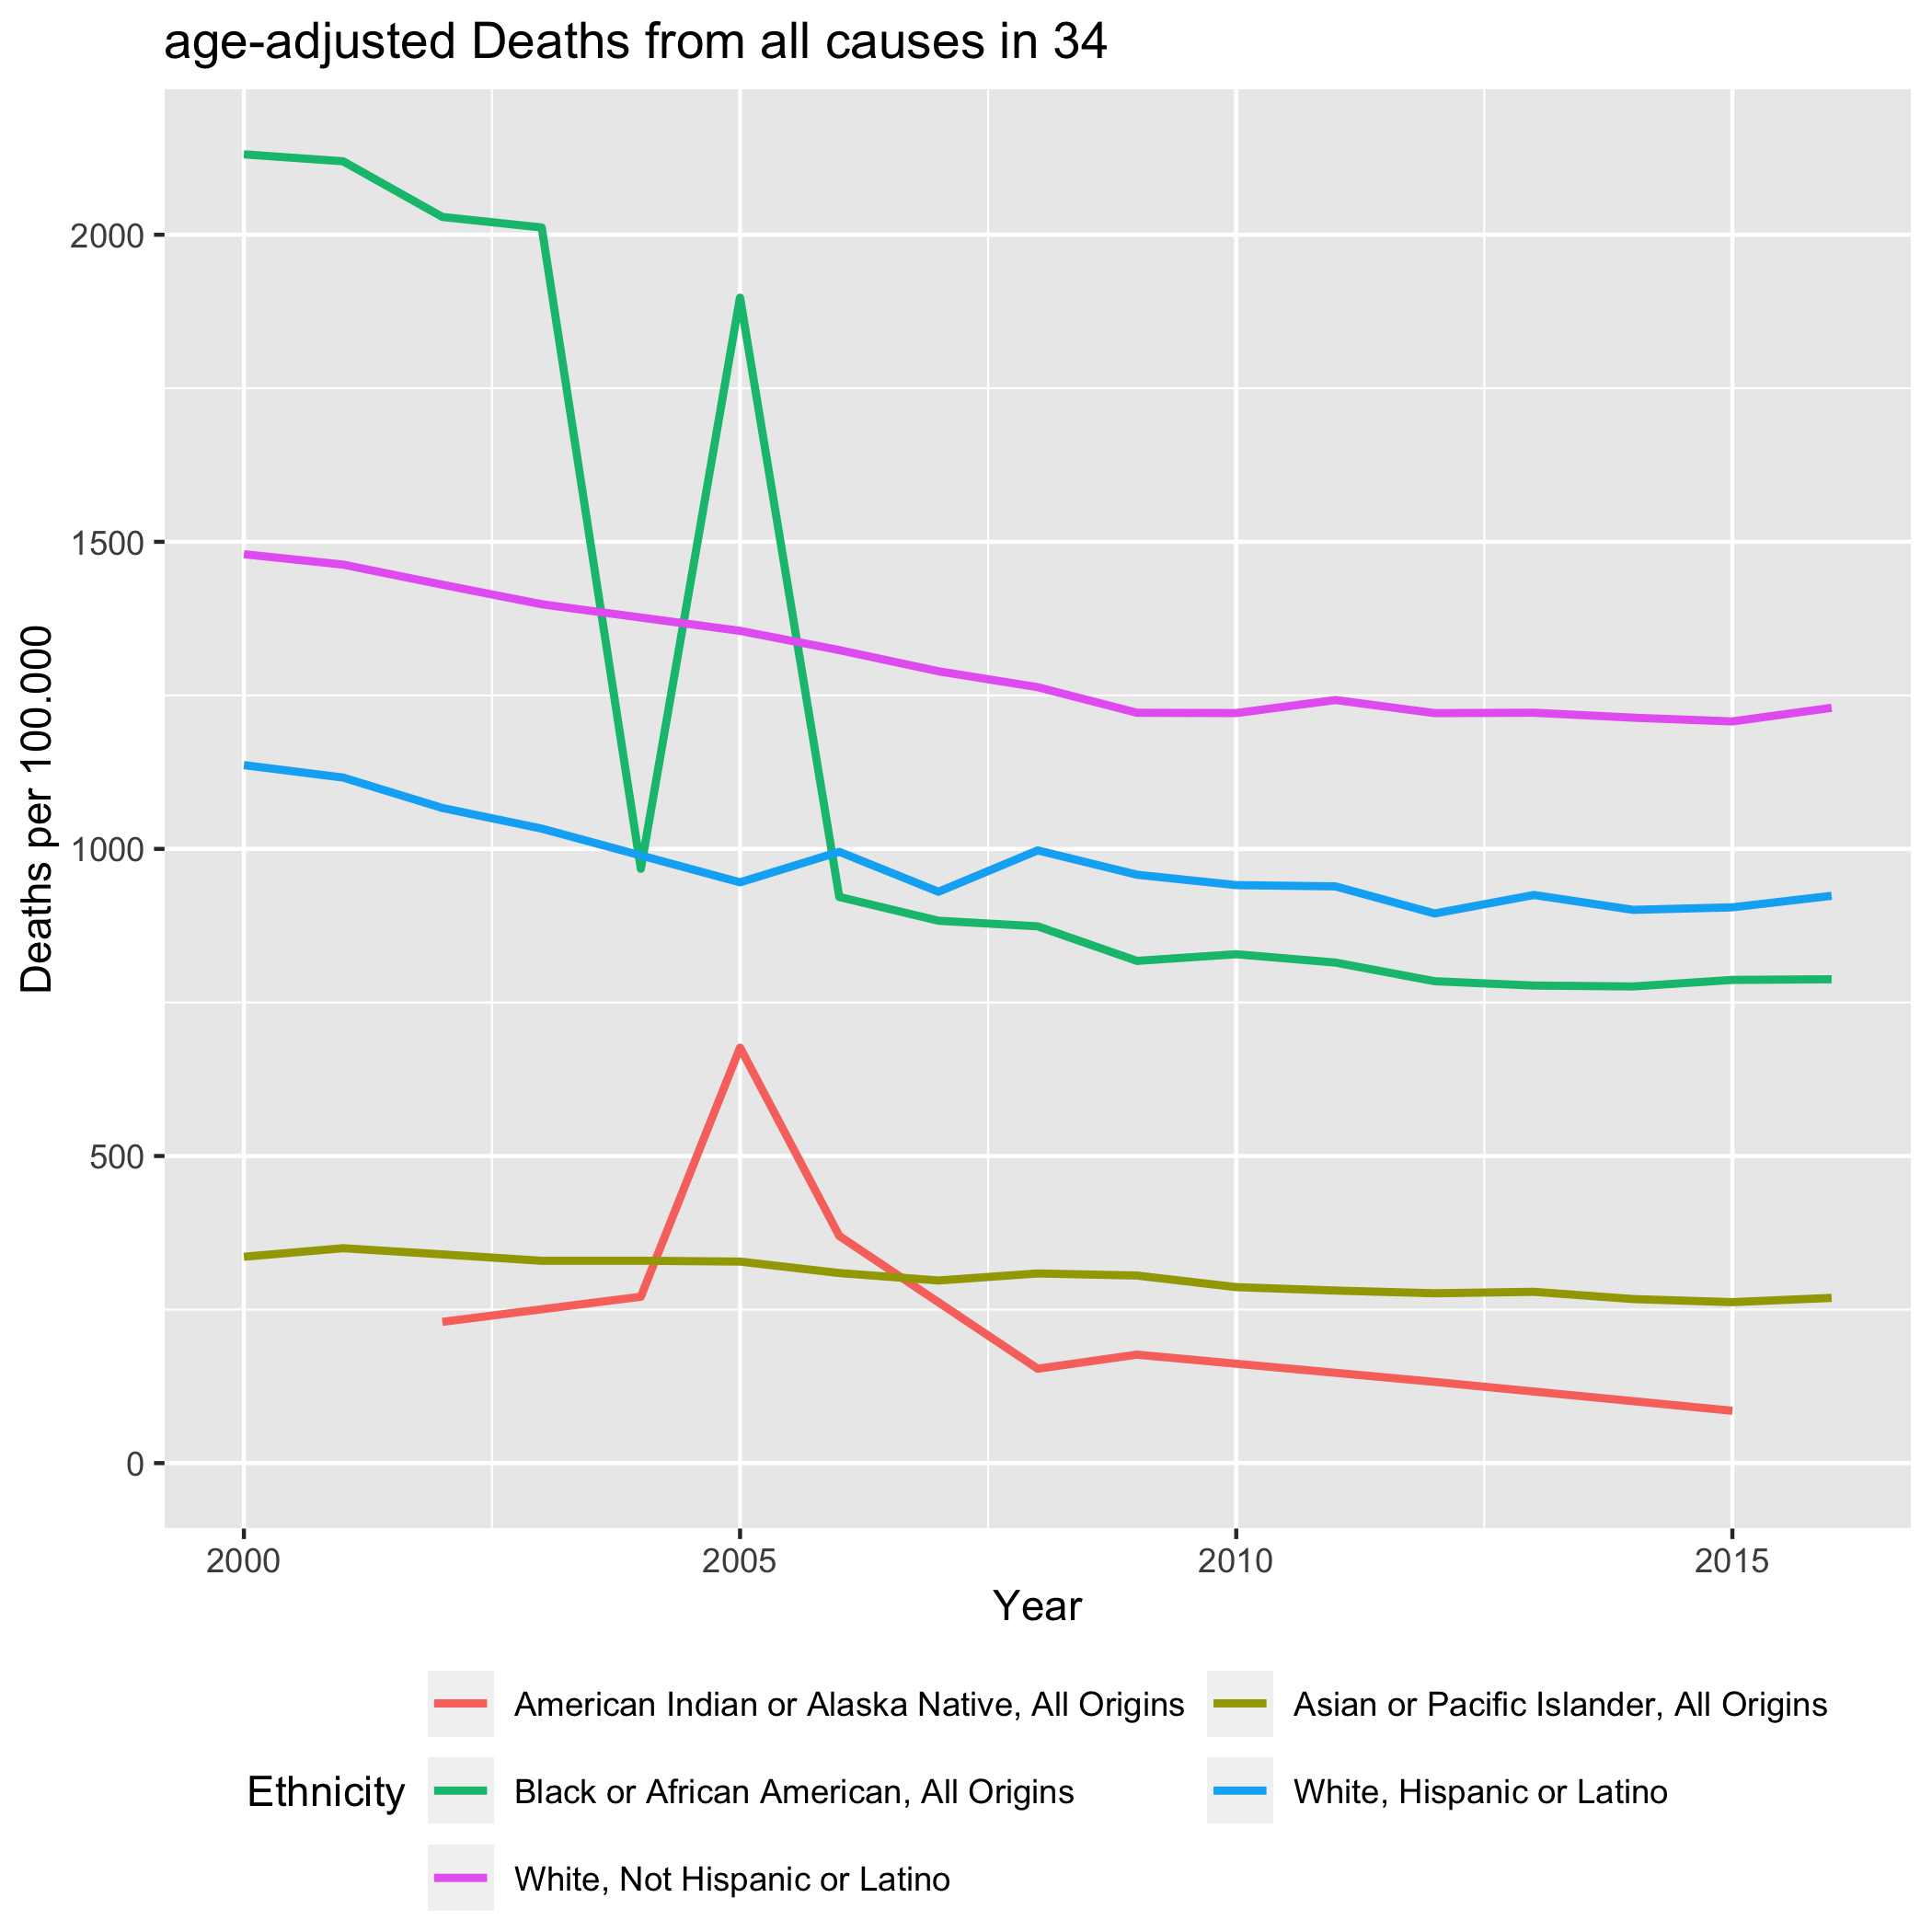 age-adjusted Deaths from all causes in 34
Deaths per 100.000
2000
1500
1000
500
0
2000
2005
2010
2015
Year
Ethnicity
American Indian or Alaska Native, All Origins
Asian or Pacific Islander, All Origins
Black or African American, All Origins
White, Hispanic or Latino
White, Not Hispanic or Latino